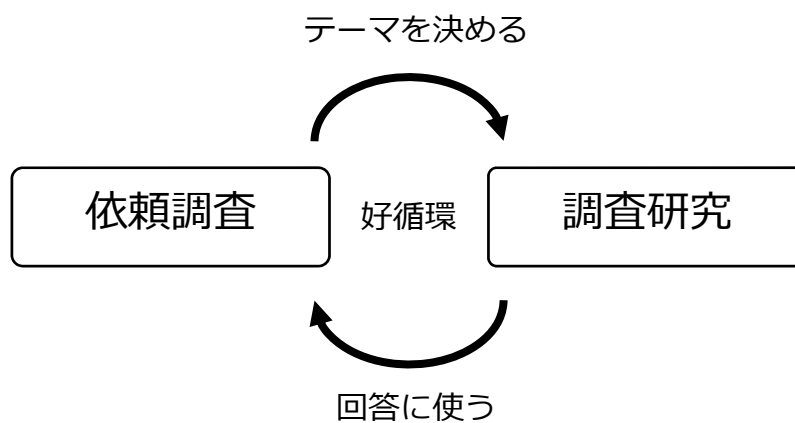 テーマを決める
依頼調査
好循環
調査研究
回答に使う